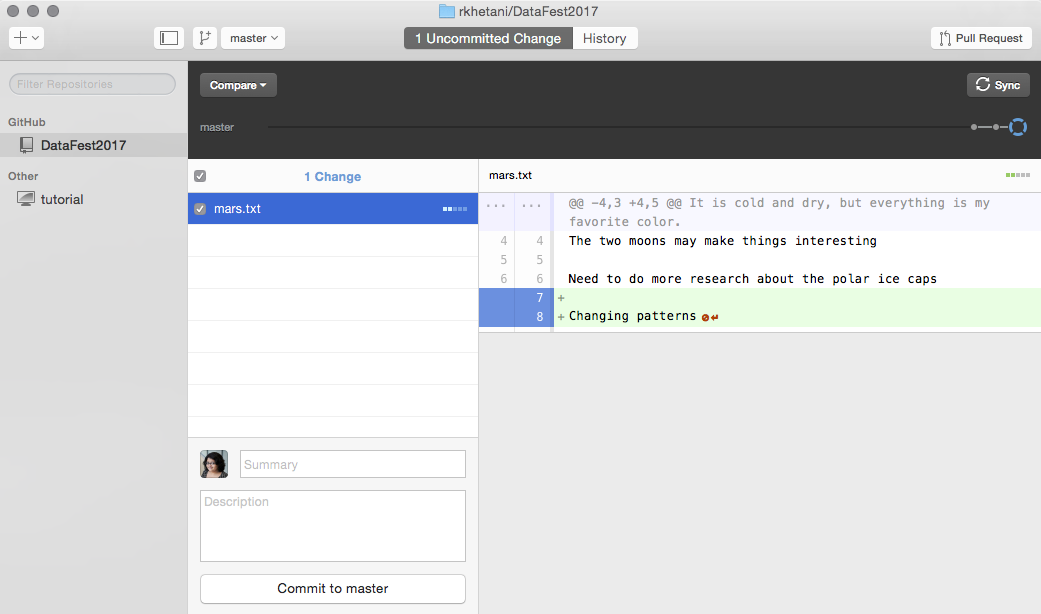 rkhetani/DataFest2017
master
1 Uncommitted Change
History
Pull Request
Filter Repositories
GitHub
DataFest2017
Other
tutorial
Compare
Sync
master
1 Change
mars.txt
Summary
Description
Commit to master
mars.txt
... ... @@ -4,3 +4,5 @@ It is cold and dry, but everything is my
favorite color.
4 4 The two moons may make things interesting
5 5
6 6 Need to do more research about the polar ice caps
7 +
8 +Changing patterns